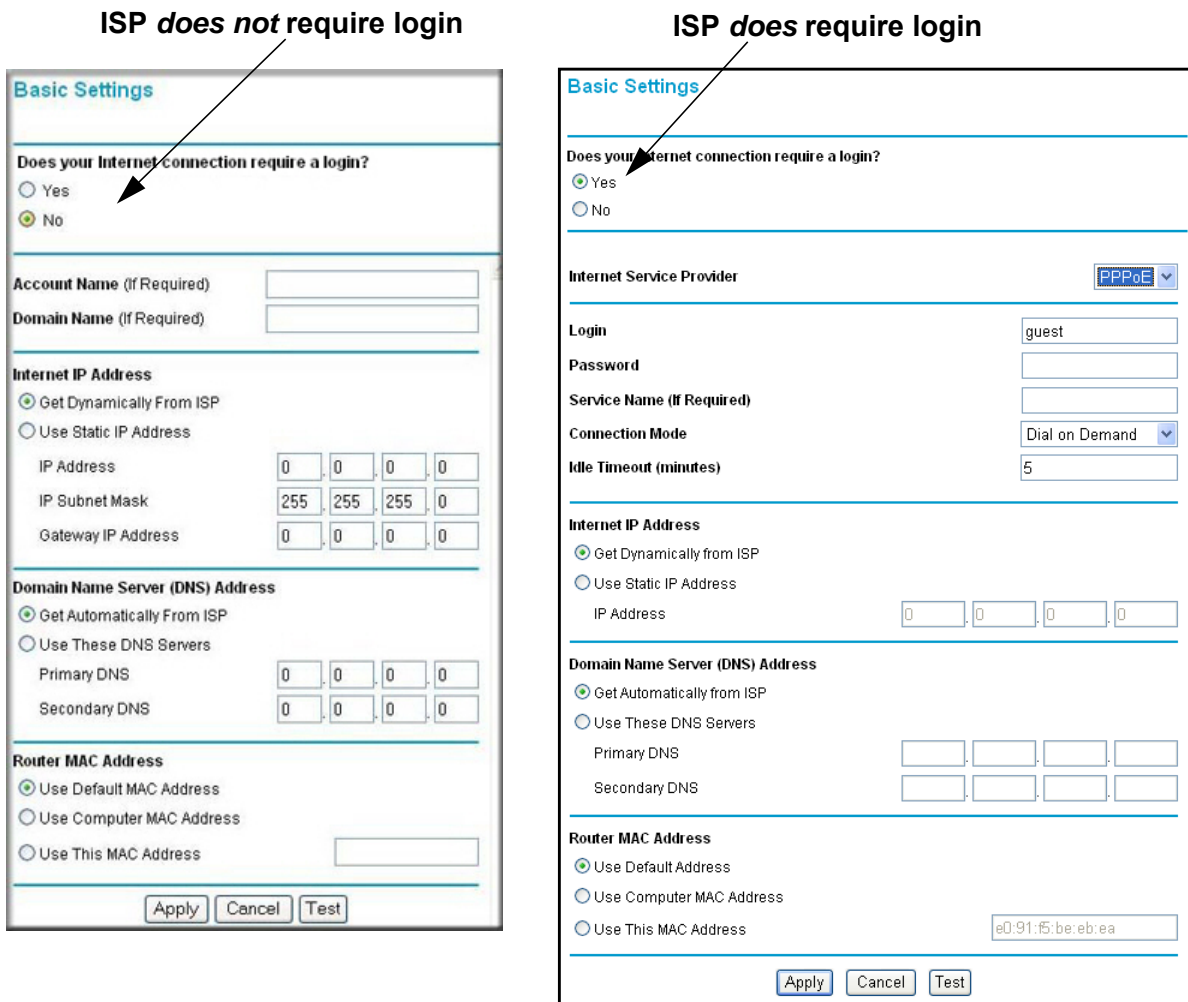 ISP does not require login
Basic Settings
Does your Internet connection require a login?
Yes
No
Account Name (If Required)
Domain Name (If Required)
Internet IP Address
Get Dynamically From ISP
Use Static IP Address
IP Address 0 . 0 . 0 . 0
IP Subnet Mask 255 . 255 . 255 . 0
Gateway IP Address 0 . 0 . 0 . 0
Domain Name Server (DNS) Address
Get Automatically From ISP
Use These DNS Servers
Primary DNS 0 . 0 . 0 . 0
Secondary DNS 0 . 0 . 0 . 0
Router MAC Address
Use Default MAC Address
Use Computer MAC Address
Use This MAC Address
Apply Cancel Test
ISP does require login
Basic Settings
Does your Internet connection require a login?
Yes
No
Internet Service Provider PPPoE
Login guest
Password
Service Name (If Required)
Connection Mode Dial on Demand
Idle Timeout (minutes) 5
Internet IP Address
Get Dynamically from ISP
Use Static IP Address
IP Address 0 . 0 . 0 . 0
Domain Name Server (DNS) Address
Get Automatically from ISP
Use These DNS Servers
Primary DNS . . .
Secondary DNS . . .
Router MAC Address
Use Default Address
Use Computer MAC Address
Use This MAC Address e0:91:f5:be:eb:ea
Apply Cancel Test